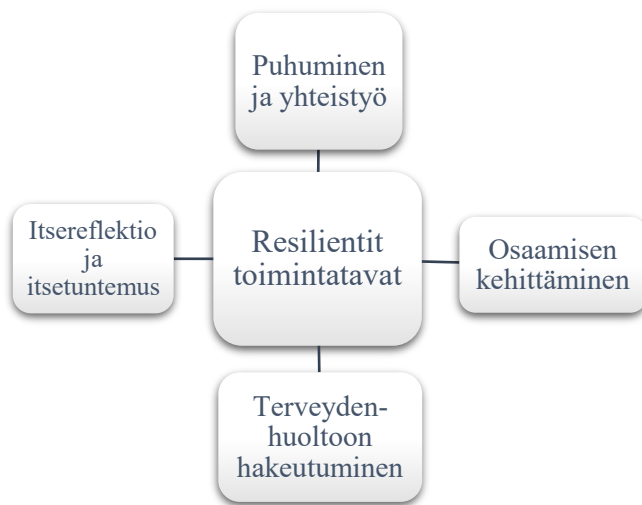 Puhuminen
ja yhteistyö
Itsereflektio
ja
itsetuntemus
Resilientit
toimintatavat
Osaamisen
kehittäminen
Terveyden-
huoltoon
hakeutuminen